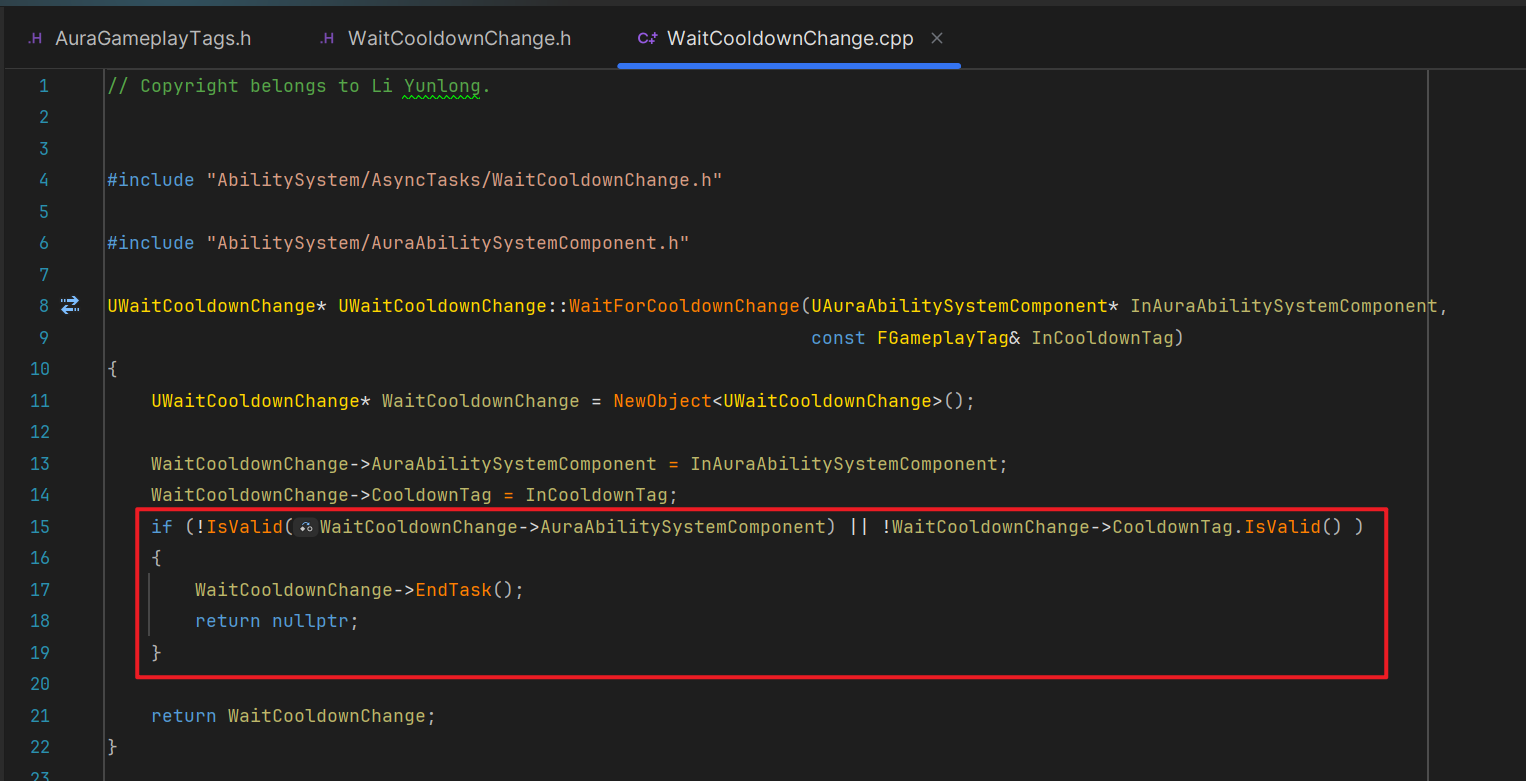 .H AuraGameplayTags.h .H WaitCooldownChange.h C++ WaitCooldownChange.cpp ×
1 // Copyright belongs to Li Yunlong.
2
3
4 #include "AbilitySystem/AsyncTasks/WaitCooldownChange.h"
5
6 #include "AbilitySystem/AuraAbilitySystemComponent.h"
7
8 UWaitCooldownChange* UWaitCooldownChange::WaitForCooldownChange(UAuraAbilitySystemComponent* InAuraAbilitySystemComponent,
9 const FGameplayTag& InCooldownTag)
10 {
11 UWaitCooldownChange* WaitCooldownChange = NewObject<UWaitCooldownChange>();
12
13 WaitCooldownChange->AuraAbilitySystemComponent = InAuraAbilitySystemComponent;
14 WaitCooldownChange->CooldownTag = InCooldownTag;
15 if (!IsValid(WaitCooldownChange->AuraAbilitySystemComponent) || !WaitCooldownChange->CooldownTag.IsValid() )
16 {
17 WaitCooldownChange->EndTask();
18 return nullptr;
19 }
20
21 return WaitCooldownChange;
22 }
23